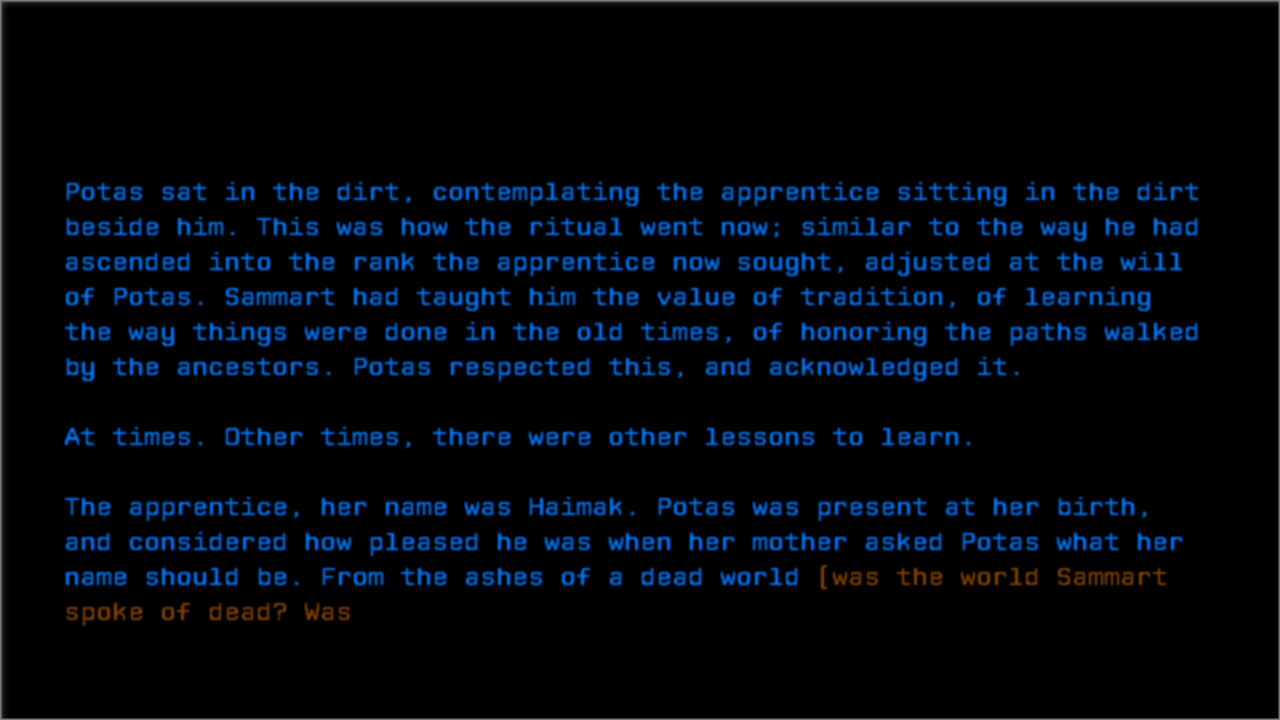 Potas sat in the dirt, contemplating the apprentice sitting in the dirt
beside him. This was how the ritual went now; similar to the way he had
ascended into the rank the apprentice now sought, adjusted at the will
of Potas. Sammart had taught him the value of tradition, of learning
the way things were done in the old times, of honoring the paths walked
by the ancestors. Potas respected this, and acknowledged it.
At times. Other times, there were other lessons to learn.
The apprentice, her name was Haimak. Potas was present at her birth,
and considered how pleased he was when her mother asked Potas what her
name should be. From the ashes of a dead world (was the world Sammart
spoke of dead? Was